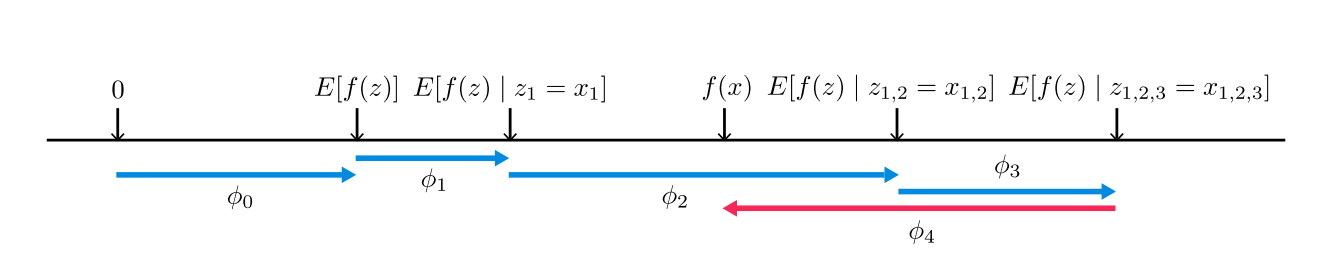 0 E[f(z)] E[f(z) | z₁ = x₁] f(x) E[f(z) | z₁,₂ = x₁,₂] E[f(z) | z₁,₂,₃ = x₁,₂,₃]
ϕ₃
ϕ₁
ϕ₀ ϕ₂
ϕ₄